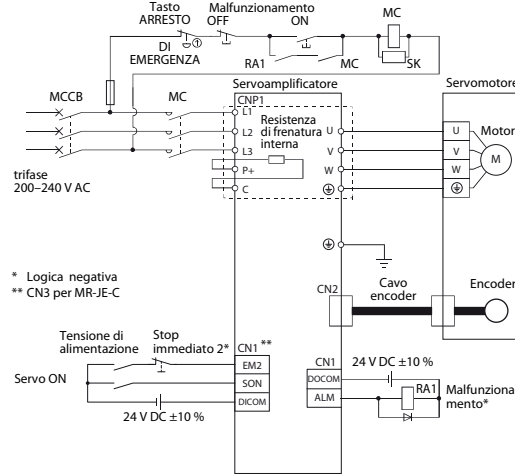 Tasto
ARRESTO
DI
EMERGENZA
①
Malfunzionamento
OFF
ON
MC
RA1
MC
SK
MCCB
MC
Servoamplificatore
Servomotore
CNP1
L1
L2
L3
P+
C
Resistenza
di frenatura
interna
U
V
W
U
V
W
Motor
M
trifase
200–240 V AC
* Logica negativa
** CN3 per MR-JE-C
CN2
Cavo
encoder
Encoder
Tensione di
alimentazione
Stop
immediato 2*
CN1 **
Servo ON
EM2
SON
DICOM
24 V DC ±10 %
CN1
DOCOM
ALM
24 V DC ±10 %
RA1
Malfunziona
mento*